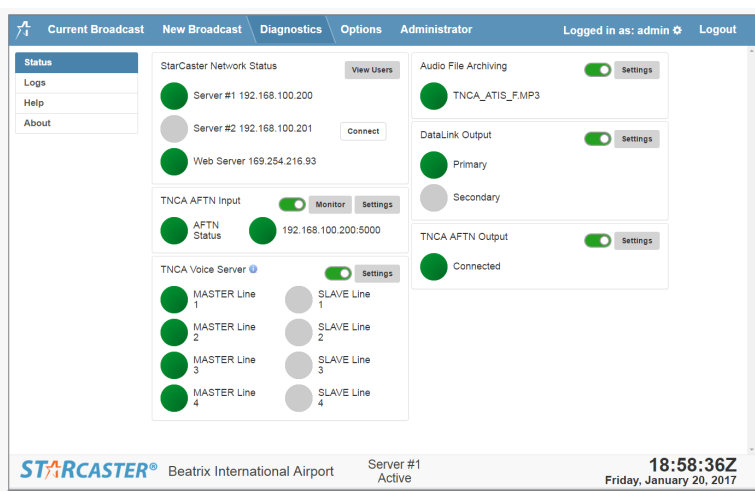 Current Broadcast New Broadcast Diagnostics Options Administrator Logged in as: admin Logout
Status
Logs
Help
About
StarCaster Network Status View Users
Server #1 192.168.100.200
Server #2 192.168.100.201 Connect
Web Server 169.254.216.93
TNCA AFTN Input Monitor Settings
AFTN
Status
192.168.100.200:5000
TNCA Voice Server Settings
MASTER Line
1
SLAVE Line
1
MASTER Line
2
SLAVE Line
2
MASTER Line
3
SLAVE Line
3
MASTER Line
4
SLAVE Line
4
Audio File Archiving Settings
TNCA_ATIS_F.MP3
DataLink Output Settings
Primary
Secondary
TNCA AFTN Output Settings
Connected
STARCASTER® Beatrix International Airport
Server #1
Active
18:58:36Z
Friday, January 20, 2017